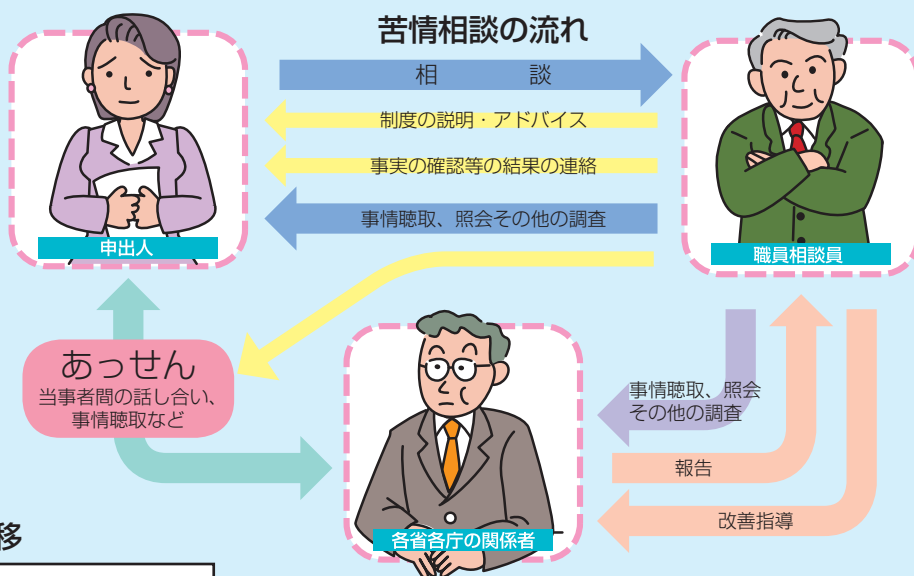 苦情相談の流れ
相　　談
制度の説明・アドバイス
事実の確認等の結果の連絡
事情聴取、照会その他の調査
申出人
職員相談員
あっせん
当事者間の話し合い、
事情聴取など
事情聴取、照会
その他の調査
報告
改善指導
各省各庁の関係者
移